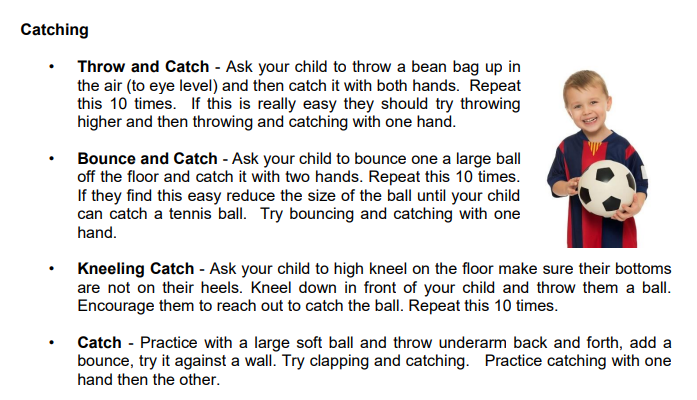 Catching
• Throw and Catch - Ask your child to throw a bean bag up in
the air (to eye level) and then catch it with both hands.  Repeat
this 10 times.  If this is really easy they should try throwing
higher and then throwing and catching with one hand.
• Bounce and Catch - Ask your child to bounce one a large ball
off the floor and catch it with two hands. Repeat this 10 times.
If they find this easy reduce the size of the ball until your child
can catch a tennis ball.  Try bouncing and catching with one
hand.
• Kneeling Catch - Ask your child to high kneel on the floor make sure their bottoms
are not on their heels. Kneel down in front of your child and throw them a ball.
Encourage them to reach out to catch the ball. Repeat this 10 times.
• Catch - Practice with a large soft ball and throw underarm back and forth, add a
bounce, try it against a wall. Try clapping and catching.  Practice catching with one
hand then the other.